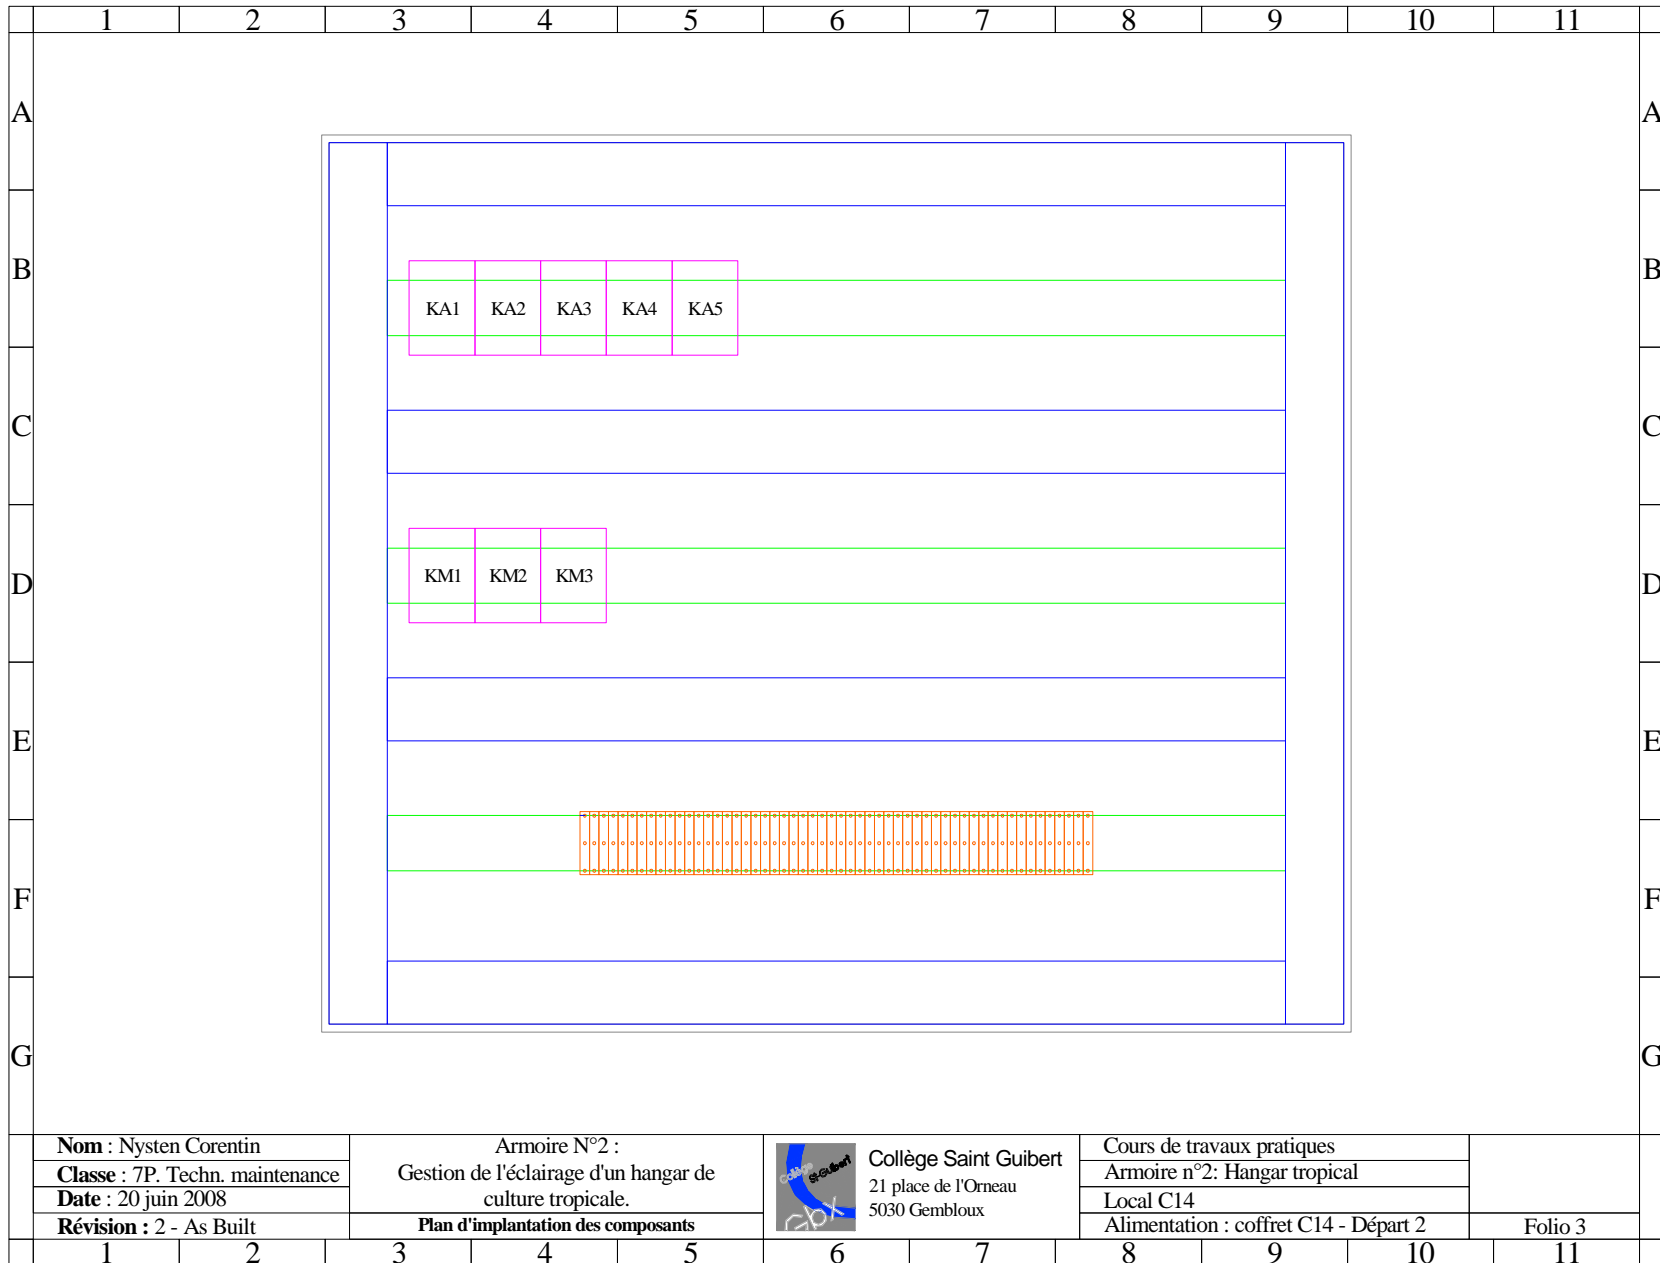 1 2 3 4 5 6 7 8 9 10 11
A A
B B
KA1 KA2 KA3 KA4 KA5
C C
D D
KM1 KM2 KM3
E E
F F
G G
Nom : Nysten Corentin
Classe : 7P. Techn. maintenance
Date : 20 juin 2008
Révision : 2 - As Built
Armoire N°2 :
Gestion de l'éclairage d'un hangar de
culture tropicale.
Plan d'implantation des composants
Collège
St-Guibert
Gbx
Collège Saint Guibert
21 place de l'Orneau
5030 Gembloux
Cours de travaux pratiques
Armoire n°2: Hangar tropical
Local C14
Alimentation : coffret C14 - Départ 2
Folio 3
1 2 3 4 5 6 7 8 9 10 11